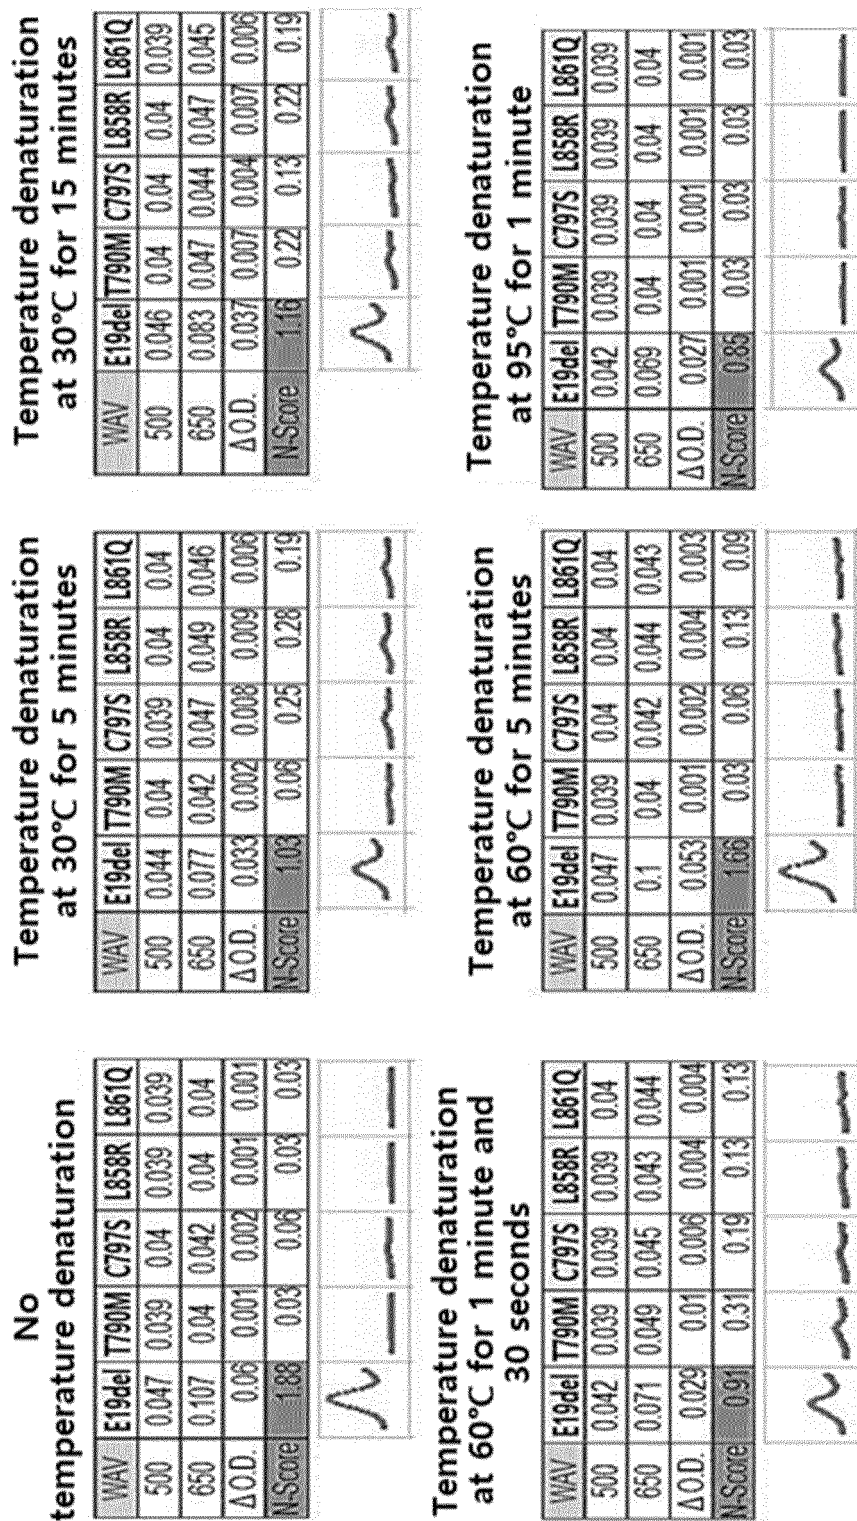 No
temperature denaturation
WAV E19del T790M C797S L858R L861Q
500 0.047 0.039 0.04 0.039 0.039
650 0.107 0.04 0.042 0.04 0.04
Δ O.D. 0.06 0.001 0.002 0.001 0.001
N-Score 1.88 0.03 0.06 0.03 0.03
Temperature denaturation
at 30°C for 5 minutes
WAV E19del T790M C797S L858R L861Q
500 0.044 0.04 0.039 0.04 0.04
650 0.077 0.042 0.047 0.049 0.046
Δ O.D. 0.033 0.002 0.008 0.009 0.006
N-Score 1.03 0.06 0.25 0.28 0.19
Temperature denaturation
at 30°C for 15 minutes
WAV E19del T790M C797S L858R L861Q
500 0.046 0.04 0.04 0.04 0.039
650 0.083 0.047 0.044 0.047 0.045
Δ O.D. 0.037 0.007 0.004 0.007 0.006
N-Score 1.16 0.22 0.13 0.22 0.19
Temperature denaturation
at 60°C for 1 minute and
30 seconds
WAV E19del T790M C797S L858R L861Q
500 0.042 0.039 0.039 0.039 0.04
650 0.071 0.049 0.045 0.043 0.044
Δ O.D. 0.029 0.01 0.006 0.004 0.004
N-Score 0.91 0.31 0.19 0.13 0.13
Temperature denaturation
at 60°C for 5 minutes
WAV E19del T790M C797S L858R L861Q
500 0.047 0.039 0.04 0.04 0.04
650 0.1 0.04 0.042 0.044 0.043
Δ O.D. 0.053 0.001 0.002 0.004 0.003
N-Score 1.66 0.03 0.06 0.13 0.09
Temperature denaturation
at 95°C for 1 minute
WAV E19del T790M C797S L858R L861Q
500 0.042 0.039 0.039 0.039 0.039
650 0.069 0.04 0.04 0.04 0.04
Δ O.D. 0.027 0.001 0.001 0.001 0.001
N-Score 0.85 0.03 0.03 0.03 0.03